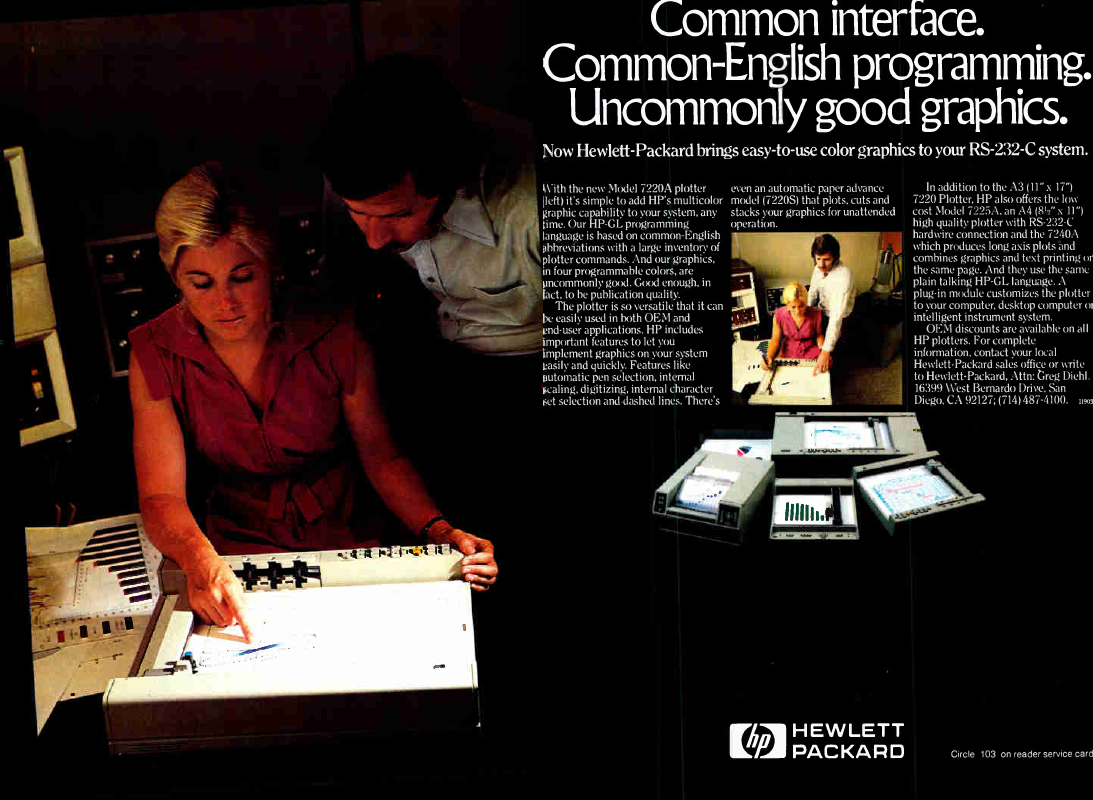 Common interface.
Common-English programming.
Uncommonly good graphics.
Now Hewlett-Packard brings easy-to-use color graphics to your RS-232-C system.
With the new Model 7220A plotter
(left) it's simple to add HP's multicolor
graphic capability to your system, any
time. Our HP-GL programming
language is based on common-English
abbreviations with a large inventory of
plotter commands. And our graphics,
in four programmable colors, are
uncommonly good. Good enough, in
fact, to be publication quality.
The plotter is so versatile that it can
be easily used in both OEM and
end-user applications. HP includes
important features to let you
implement graphics on your system
easily and quickly. Features like
automatic pen selection, internal
scaling, digitizing, internal character
set selection and dashed lines. There's
even an automatic paper advance
model (7220S) that plots, cuts and
stacks your graphics for unattended
operation.
In addition to the A3 (11" x 17")
7220 Plotter, HP also offers the low
cost Model 7225A, an A4 (8½" x 11")
high quality plotter with RS-232-C
hardwire connection and the 7240A
which produces long axis plots and
combines graphics and text printing on
the same page. And they use the same
plain talking HP-GL language. A
plug-in module customizes the plotter
to your computer, desktop computer or
intelligent instrument system.
OEM discounts are available on all
HP plotters. For complete
information, contact your local
Hewlett-Packard sales office or write
to Hewlett-Packard, Attn: Greg Diehl,
16399 West Bernardo Drive, San
Diego, CA 92127; (714) 487-4100. 11903
hp HEWLETT
PACKARD
Circle 103 on reader service card